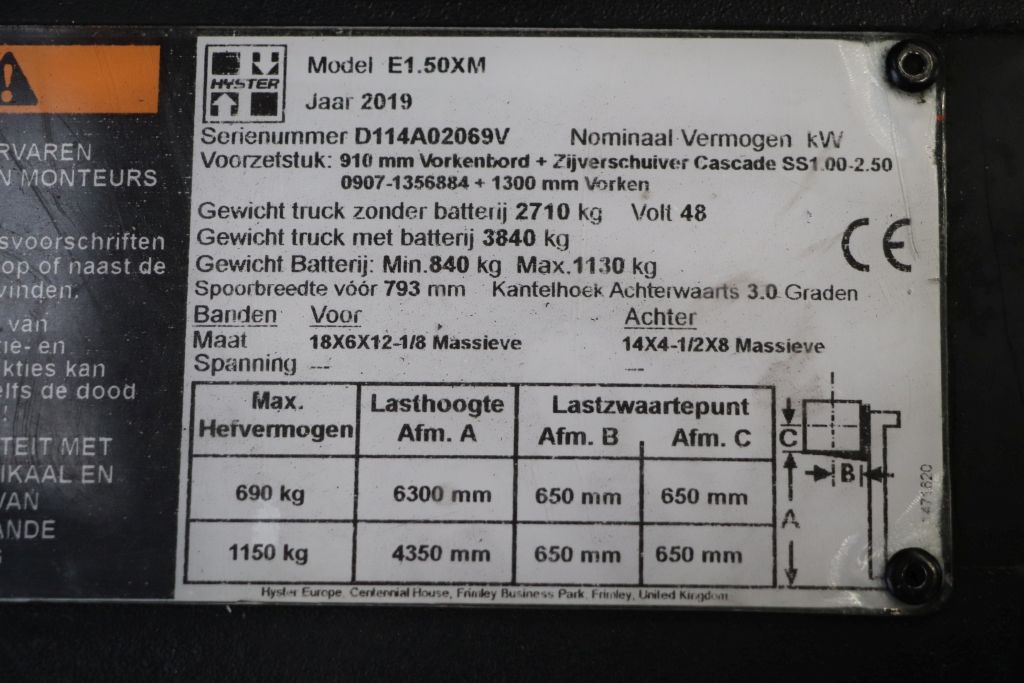 RVAREN
N MONTEURS
svoorschriften
op of naast de
vinden.
van
ie- en
kties kan
elfs de dood
TEIT MET
IKAAL EN
VAN
ANDE
HYSTER
Model E1.50XM
Jaar 2019
Serienummer D114A02069V Nominaal Vermogen kW
Voorzetstuk: 910 mm Vorkenbord + Zijverschuiver Cascade SS1.00-2.50
0907-1356884 + 1300 mm Vorken
Gewicht truck zonder batterij 2710 kg Volt 48
Gewicht truck met batterij 3840 kg
Gewicht Batterij: Min.840 kg Max.1130 kg
CE
Spoorbreedte vóór 793 mm Kantelhoek Achterwaarts 3.0 Graden
Banden Voor Achter
Maat 18X6X12-1/8 Massieve 14X4-1/2X8 Massieve
Spanning --- ---
Max. Hefvermogen Lasthoogte Lastzwaartepunt
Afm. A Afm. B Afm. C
690 kg 6300 mm 650 mm 650 mm
1150 kg 4350 mm 650 mm 650 mm
C
B
A
1471620
Hyster Europe, Centennial House, Frimley Business Park, Frimley, United Kingdom